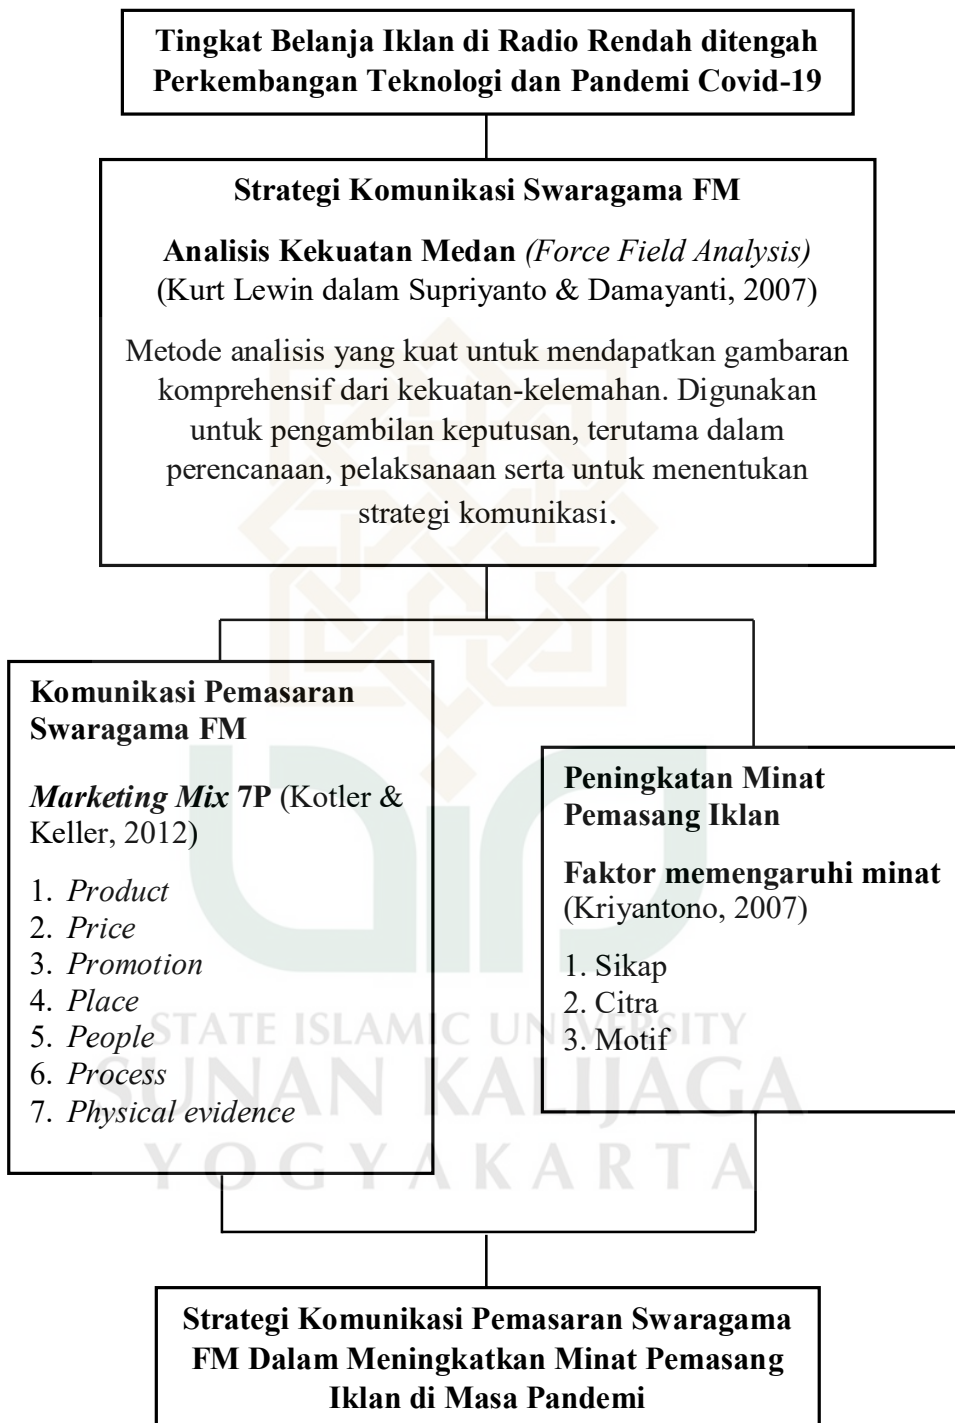 Tingkat Belanja Iklan di Radio Rendah ditengah
Perkembangan Teknologi dan Pandemi Covid-19
Strategi Komunikasi Swaragama FM
Analisis Kekuatan Medan (Force Field Analysis)
(Kurt Lewin dalam Supriyanto & Damayanti, 2007)
Metode analisis yang kuat untuk mendapatkan gambaran
komprehensif dari kekuatan-kelemahan. Digunakan
untuk pengambilan keputusan, terutama dalam
perencanaan, pelaksanaan serta untuk menentukan
strategi komunikasi.
Komunikasi Pemasaran
Swaragama FM
Marketing Mix 7P (Kotler &
Keller, 2012)
1. Product
2. Price
3. Promotion
4. Place
5. People
6. Process
7. Physical evidence
Peningkatan Minat
Pemasang Iklan
Faktor memengaruhi minat
(Kriyantono, 2007)
1. Sikap
2. Citra
3. Motif
STATE ISLAMIC UNIVERSITY
SUNAN KALIJAGA
YOGYAKARTA
Strategi Komunikasi Pemasaran Swaragama
FM Dalam Meningkatkan Minat Pemasang
Iklan di Masa Pandemi